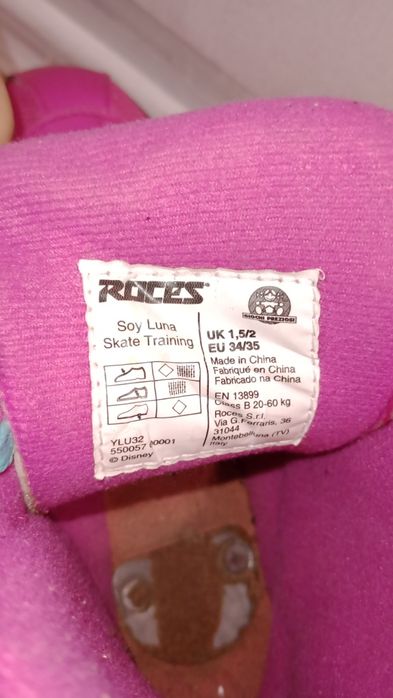 ROCES
Soy Luna
Skate Training
YLU32
550057 00001
© Disney
GIOCHI PREZIOSI
UK 1,5/2
EU 34/35
Made in China
Fabriqué en China
Fabricado na China
EN 13899
Class B 20-60 kg
Roces S.r.l.
Via G.Ferraris, 36
31044
Montebelluna (TV)
Italy